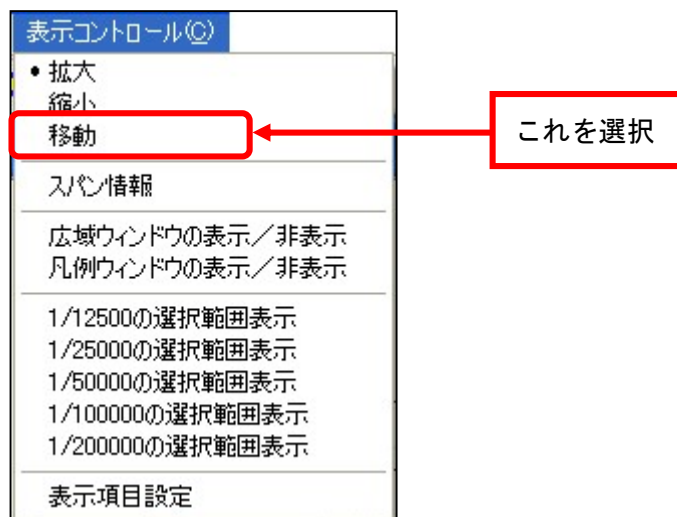 表示コントロール(C)
• 拡大
縮小
移動
これを選択
スパン情報
広域ウィンドウの表示／非表示
凡例ウィンドウの表示／非表示
1/12500の選択範囲表示
1/25000の選択範囲表示
1/50000の選択範囲表示
1/100000の選択範囲表示
1/200000の選択範囲表示
表示項目設定